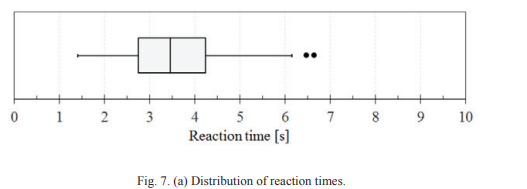 0 1 2 3 4 5 6 7 8 9 10
Reaction time [s]
Fig. 7. (a) Distribution of reaction times.